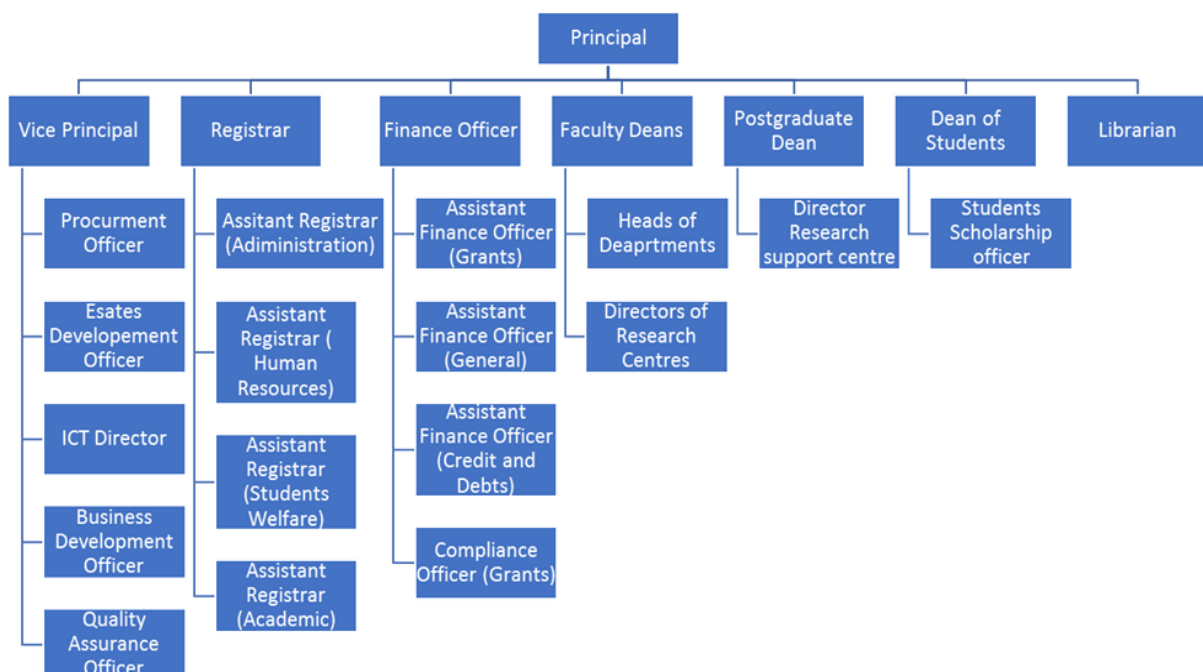 Principal
Vice Principal
Registrar
Finance Officer
Faculty Deans
Postgraduate
Dean
Dean of
Students
Librarian
Procurment
Officer
Esates
Developement
Officer
ICT Director
Business
Development
Officer
Quality
Assurance
Officer
Assitant Registrar
(Adiministration)
Assistant
Registrar (
Human
Resources)
Assistant
Registrar
(Students
Welfare)
Assistant
Registrar
(Academic)
Assistant
Finance Officer
(Grants)
Assistant
Finance Officer
(General)
Assistant
Finance Officer
(Credit and
Debts)
Compliance
Officer (Grants)
Heads of
Deaprtments
Directors of
Research
Centres
Director
Research
support centre
Students
Scholarship
officer